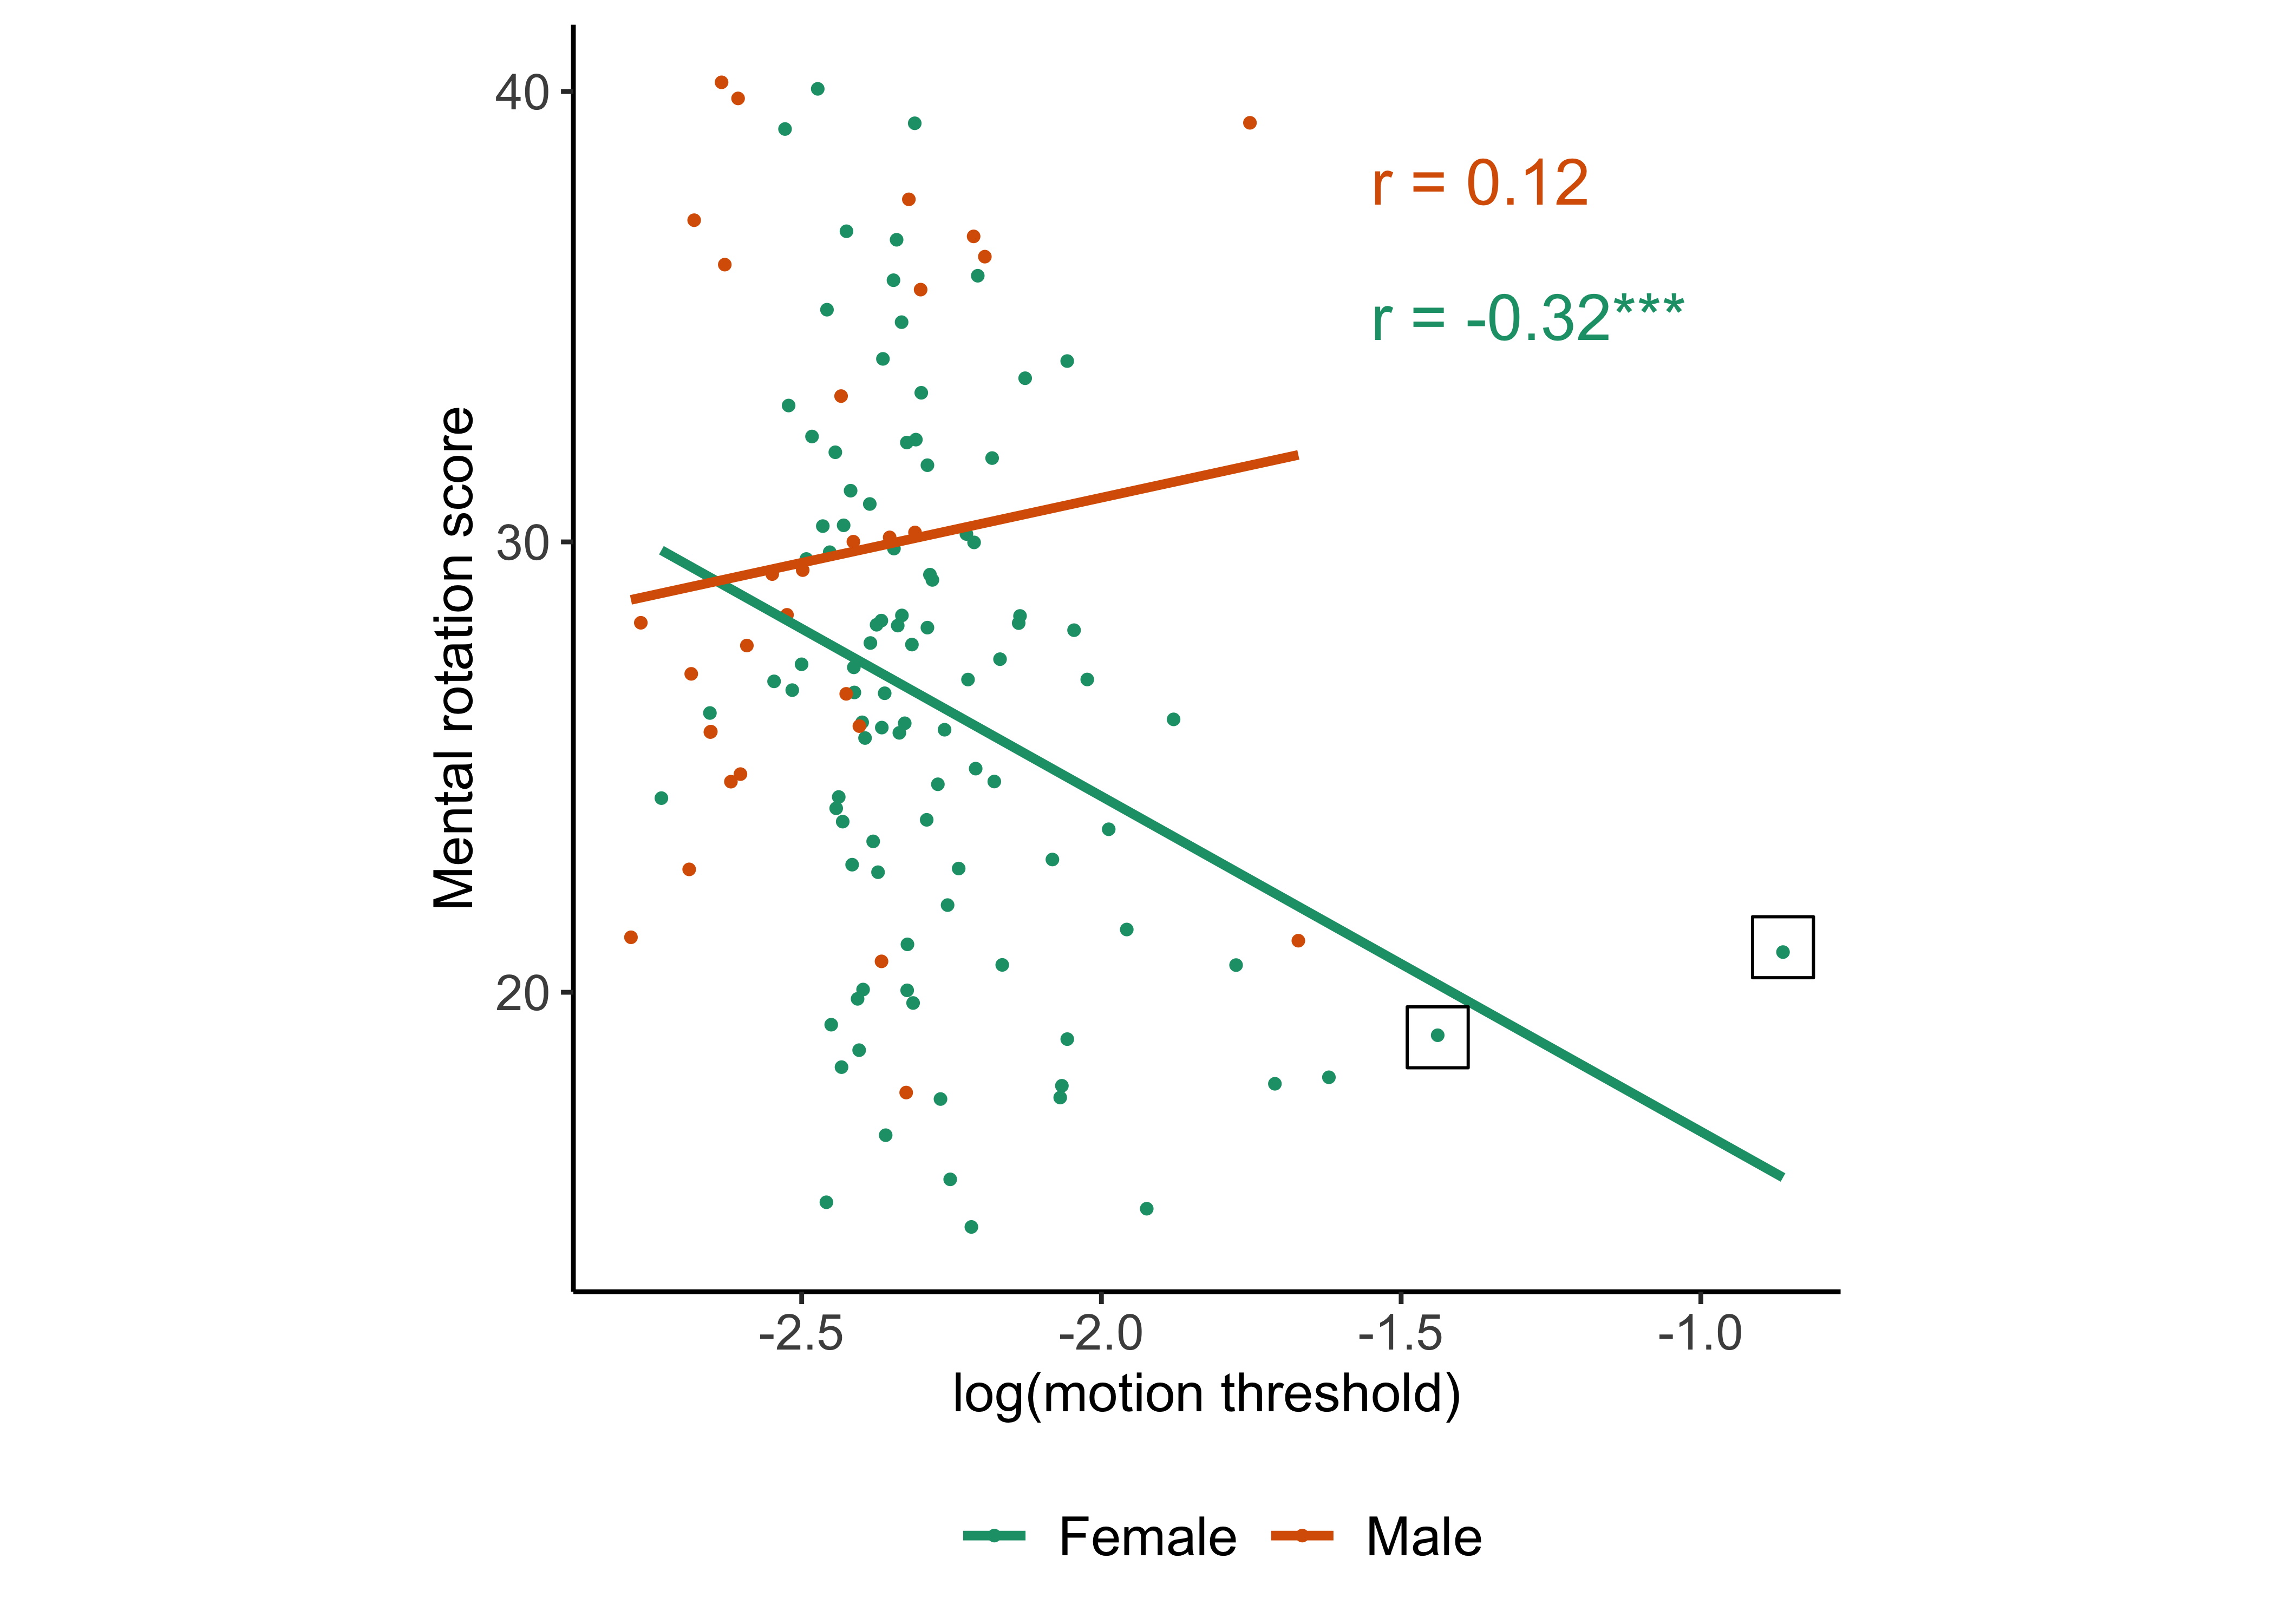 40
30
20
Mental rotation score
r = 0.12
r = -0.32***
-2.5 -2.0 -1.5 -1.0
log(motion threshold)
Female Male